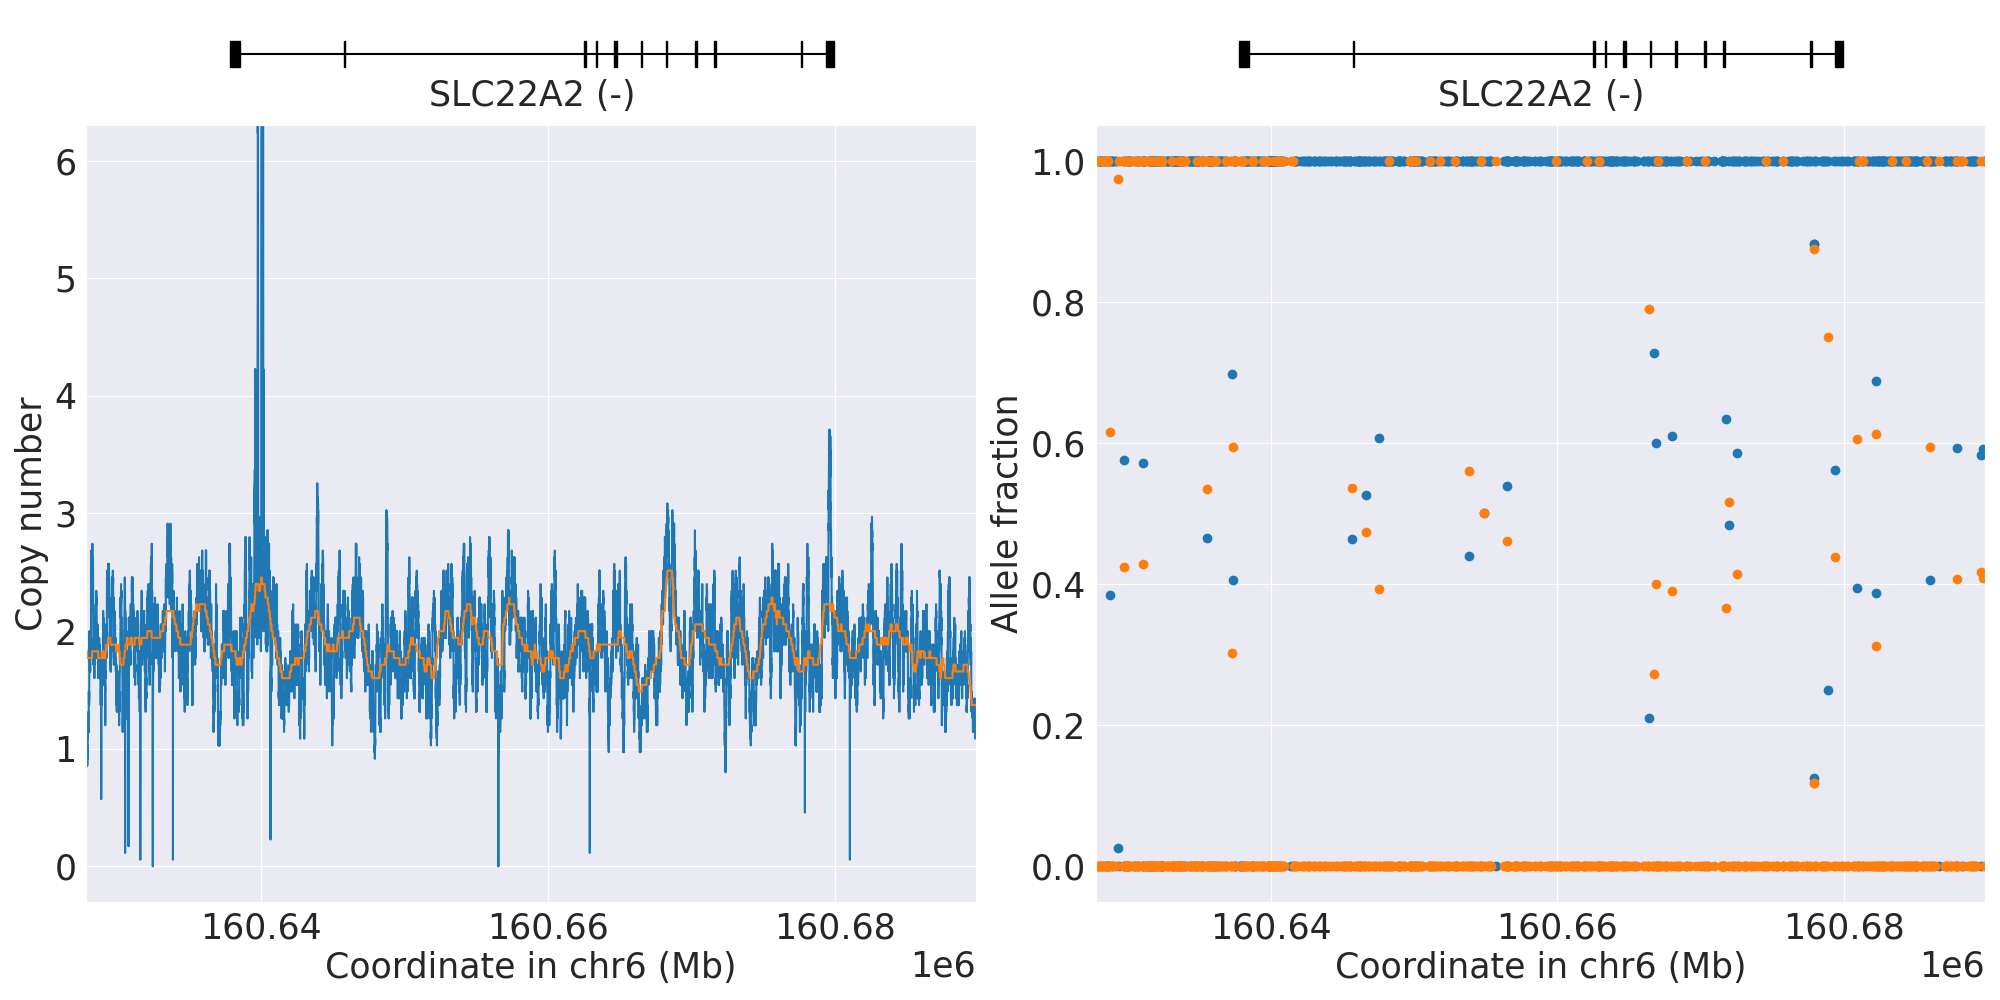 SLC22A2 (-)
6
5
4
3
2
1
0
Copy number
160.64
160.66
160.68
Coordinate in chr6 (Mb)
1e6
SLC22A2 (-)
1.0
0.8
0.6
0.4
0.2
0.0
Allele fraction
160.64
160.66
160.68
Coordinate in chr6 (Mb)
1e6